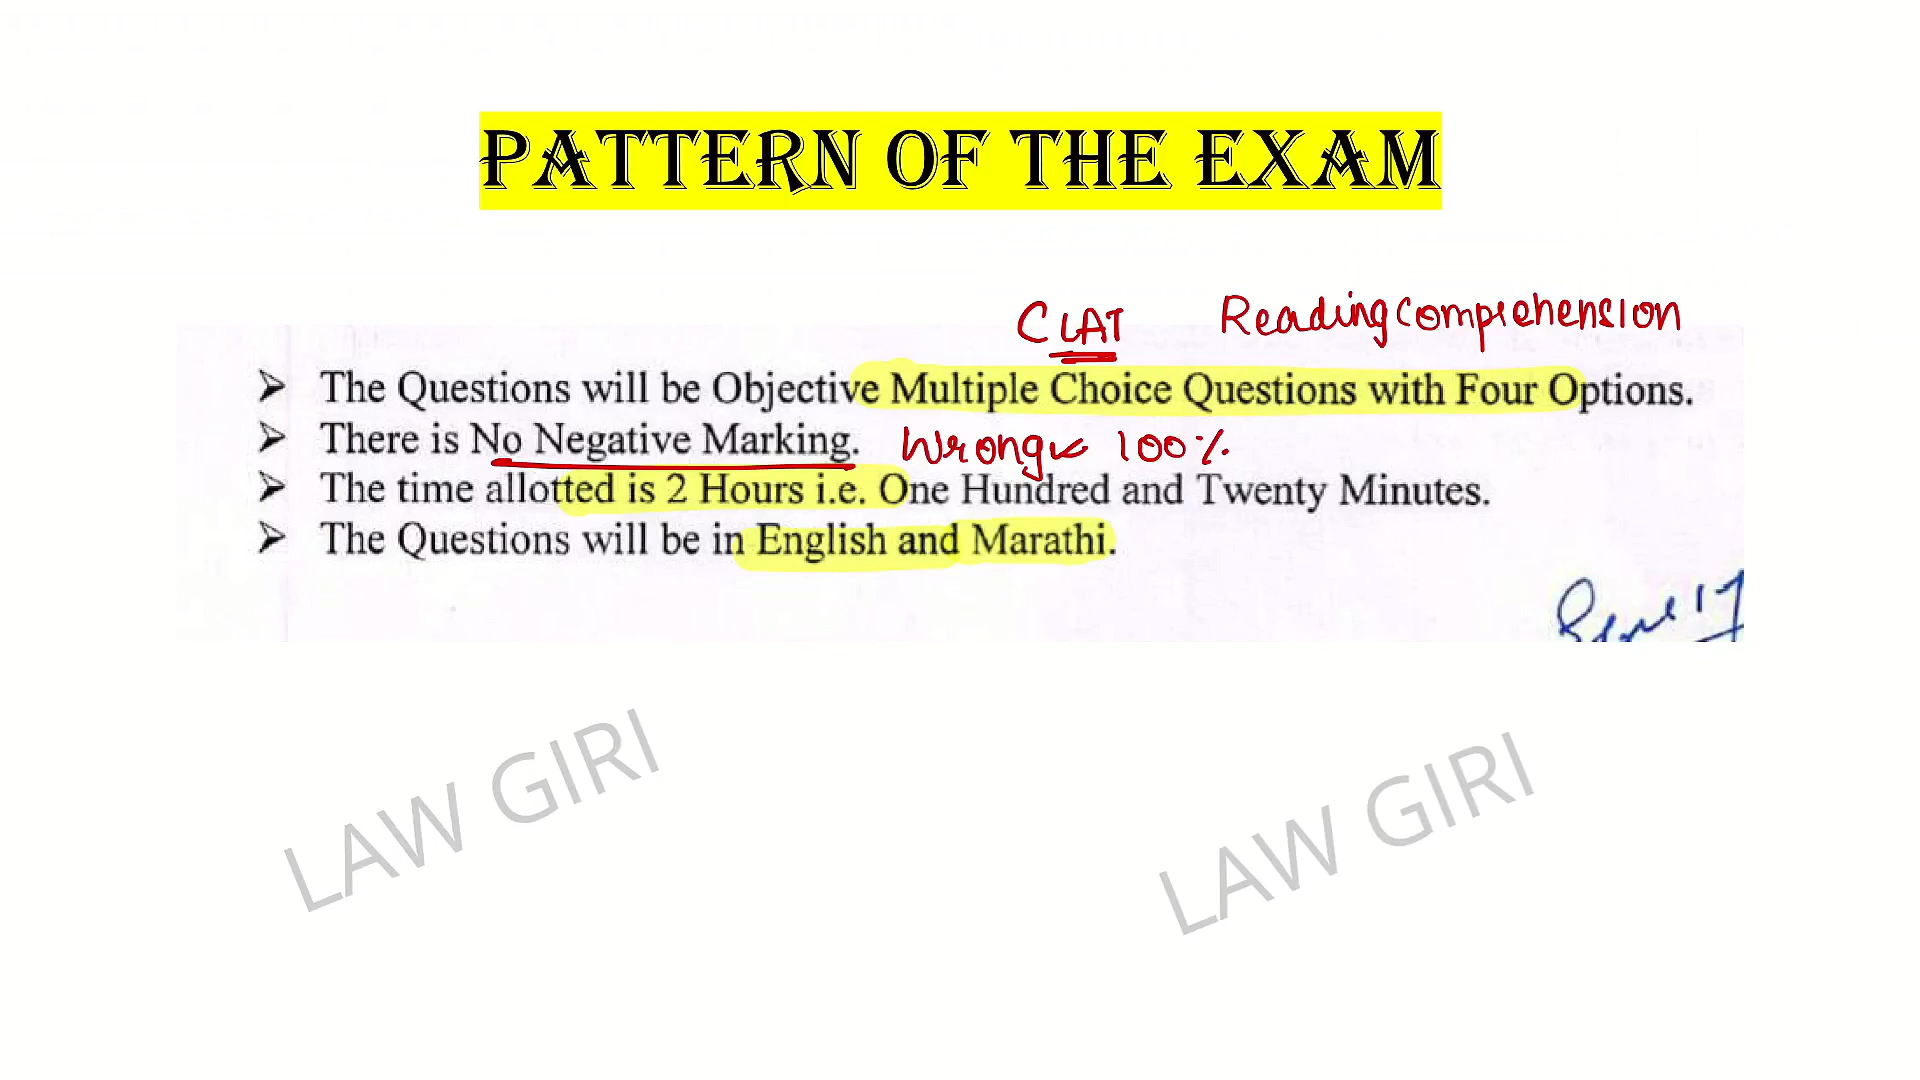 PATTERN OF THE EXAM
CLAT Reading comprehension
➢ The Questions will be Objective Multiple Choice Questions with Four Options.
➢ There is No Negative Marking. Wrong 100%
➢ The time allotted is 2 Hours i.e. One Hundred and Twenty Minutes.
➢ The Questions will be in English and Marathi.
LAW GIRI
LAW GIRI